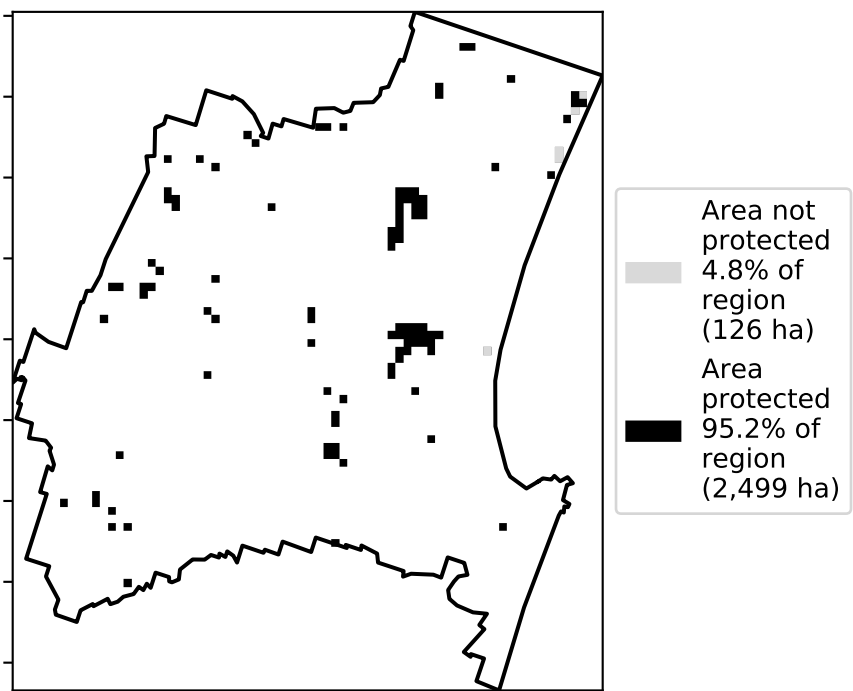 Area not
protected
4.8% of
region
(126 ha)
Area
protected
95.2% of
region
(2,499 ha)